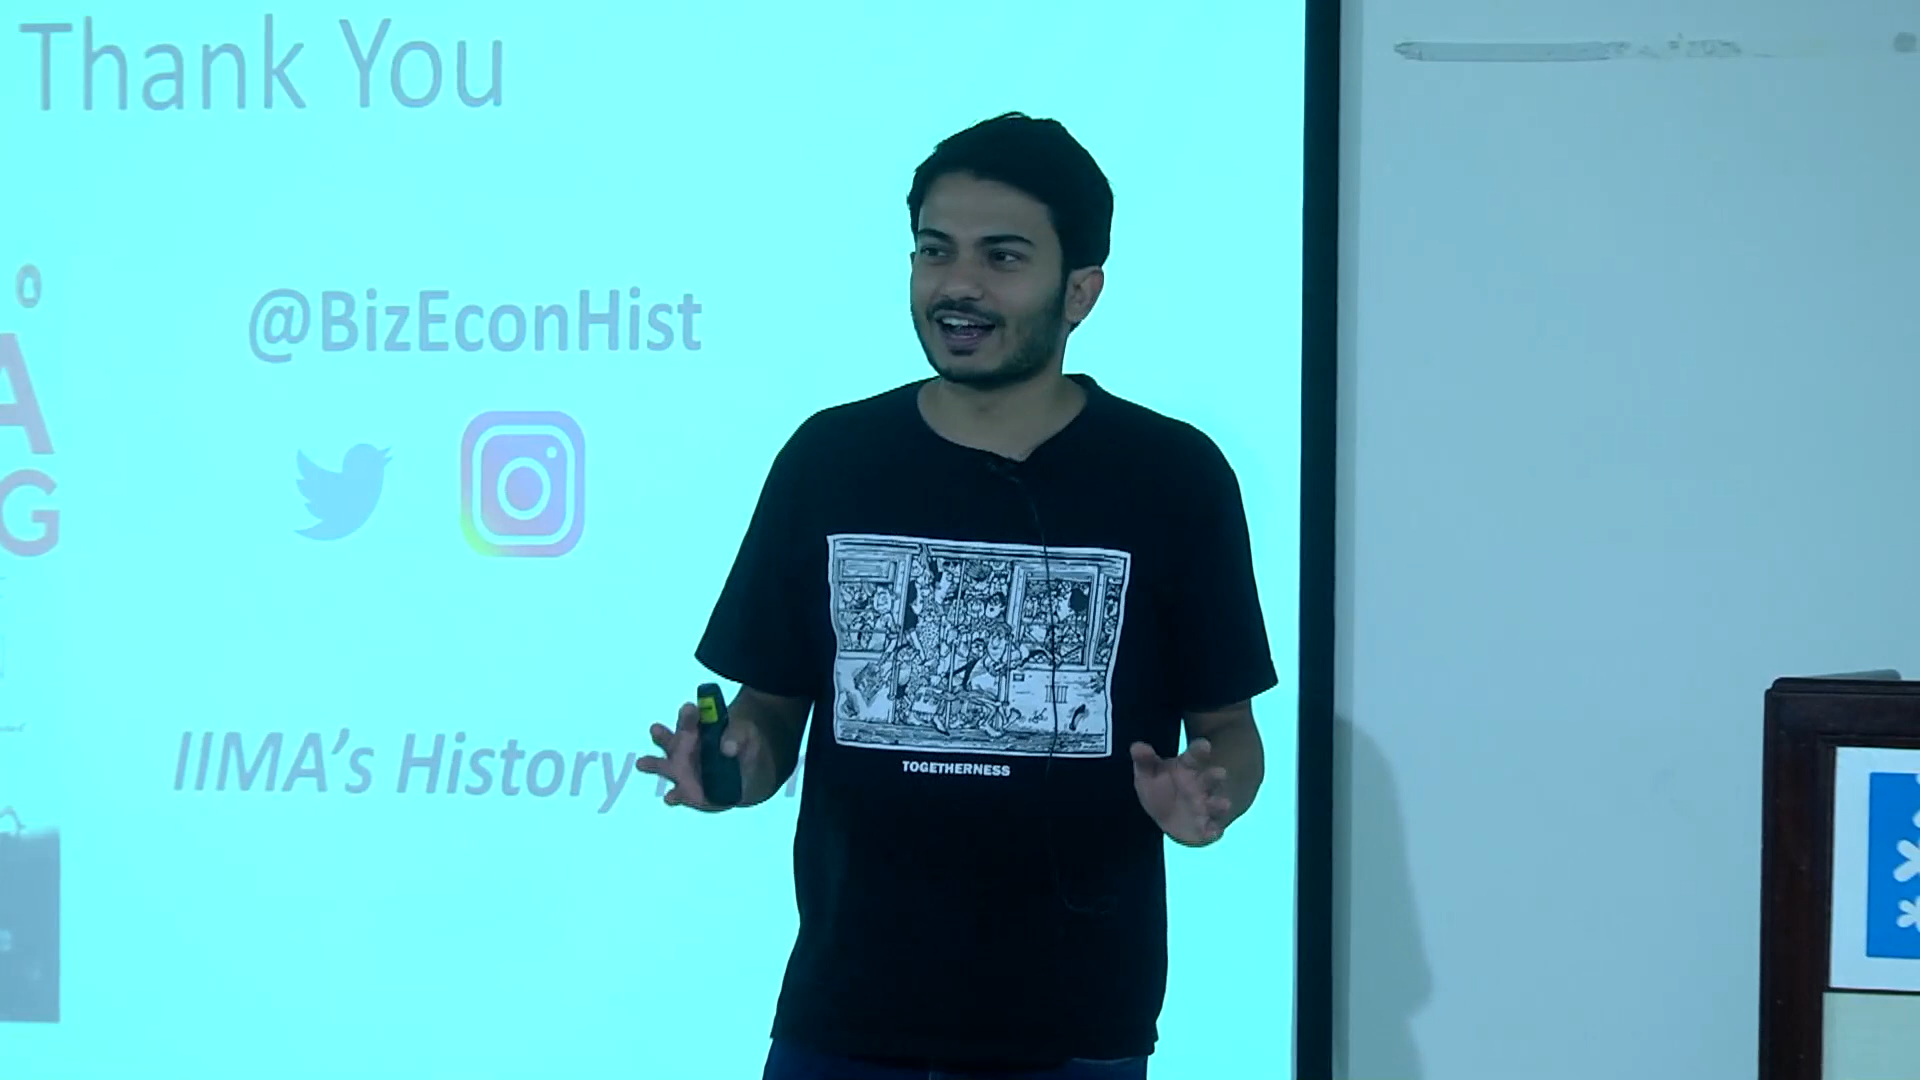 Thank You
A
@BizEconHist
G
IIMA's History
TOGETHERNESS